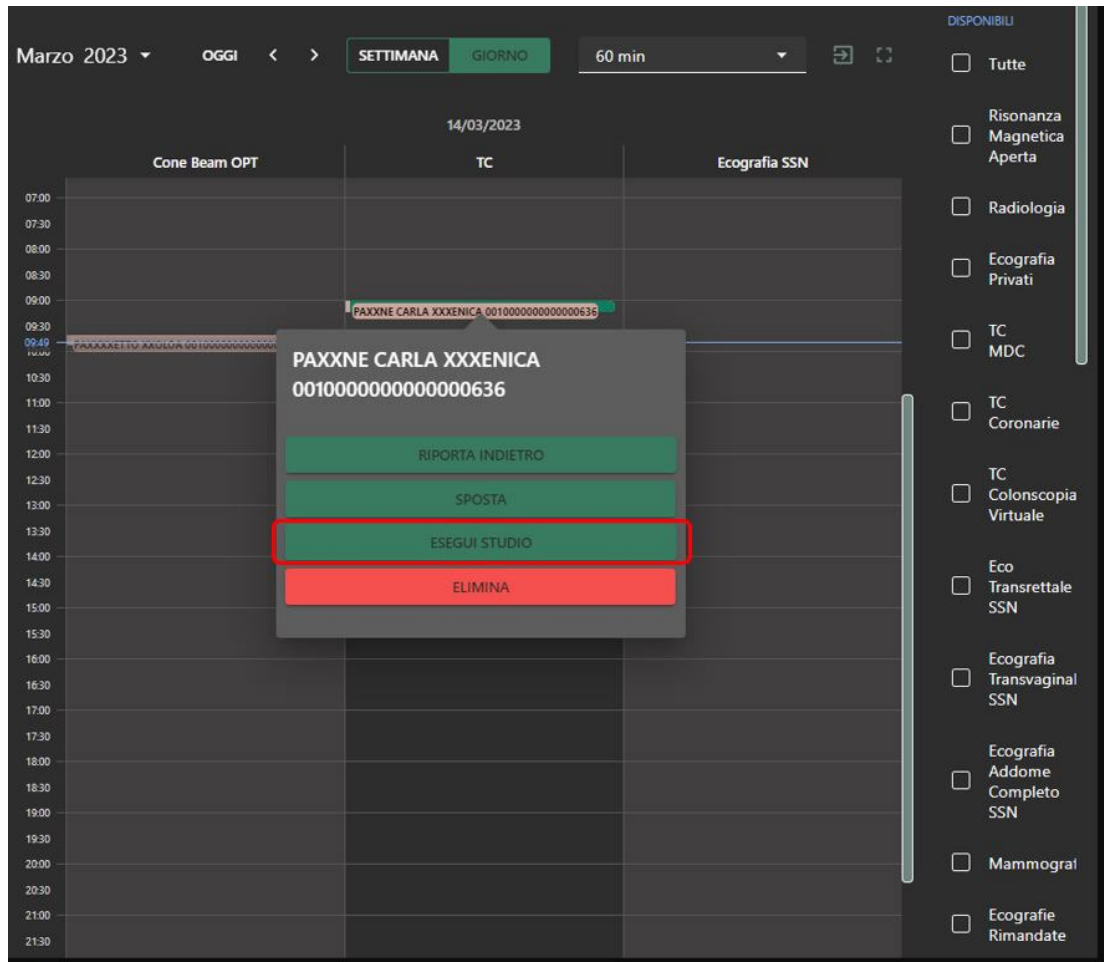 DISPONIBILI
Marzo 2023
OGGI
SETTIMANA
GIORNO
60 min
Tutte
14/03/2023
Cone Beam OPT
TC
Ecografia SSN
Risonanza
Magnetica
Aperta
Radiologia
Ecografia
Privati
TC
MDC
TC
Coronarie
TC
Colonscopia
Virtuale
Eco
Transrettale
SSN
Ecografia
Transvaginal
SSN
Ecografia
Addome
Completo
SSN
Mammograf
Ecografie
Rimandate
07:00
07:30
08:00
08:30
09:00
09:30
09:49
10:00
10:30
11:00
11:30
12:00
12:30
13:00
13:30
14:00
14:30
15:00
15:30
16:00
16:30
17:00
17:30
18:00
18:30
19:00
19:30
20:00
20:30
21:00
21:30
PAXXNE CARLA XXXENICA 0010000000000000636
PAXXNE CARLA XXXENICA
0010000000000000636
RIPORTA INDIETRO
SPOSTA
ESEGUI STUDIO
ELIMINA